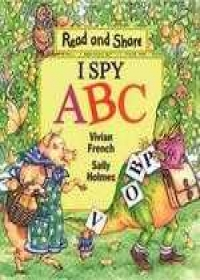 Read and Share
I SPY
ABC
Vivian
French
Sally
Holmes
V
O
B
P